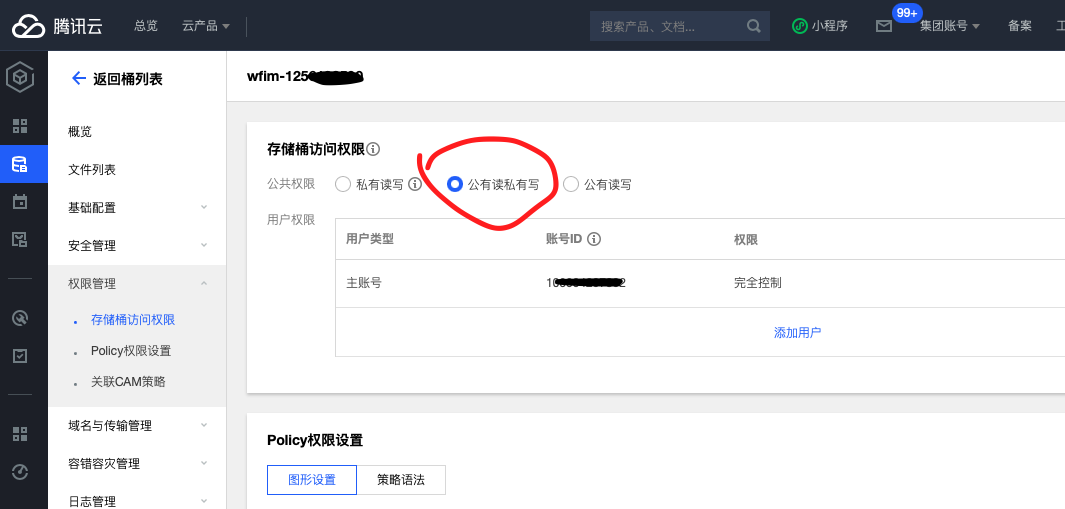 腾讯云 总览 云产品 搜索产品、文档... 小程序 99+ 集团账号 备案
返回桶列表
wfim-125
概览
文件列表
基础配置
安全管理
权限管理
存储桶访问权限
Policy权限设置
关联CAM策略
域名与传输管理
容错容灾管理
日志管理
存储桶访问权限
公共权限 私有读写 公有读私有写 公有读写
用户权限
用户类型 账号ID 权限
主账号 完全控制
添加用户
Policy权限设置
图形设置 策略语法